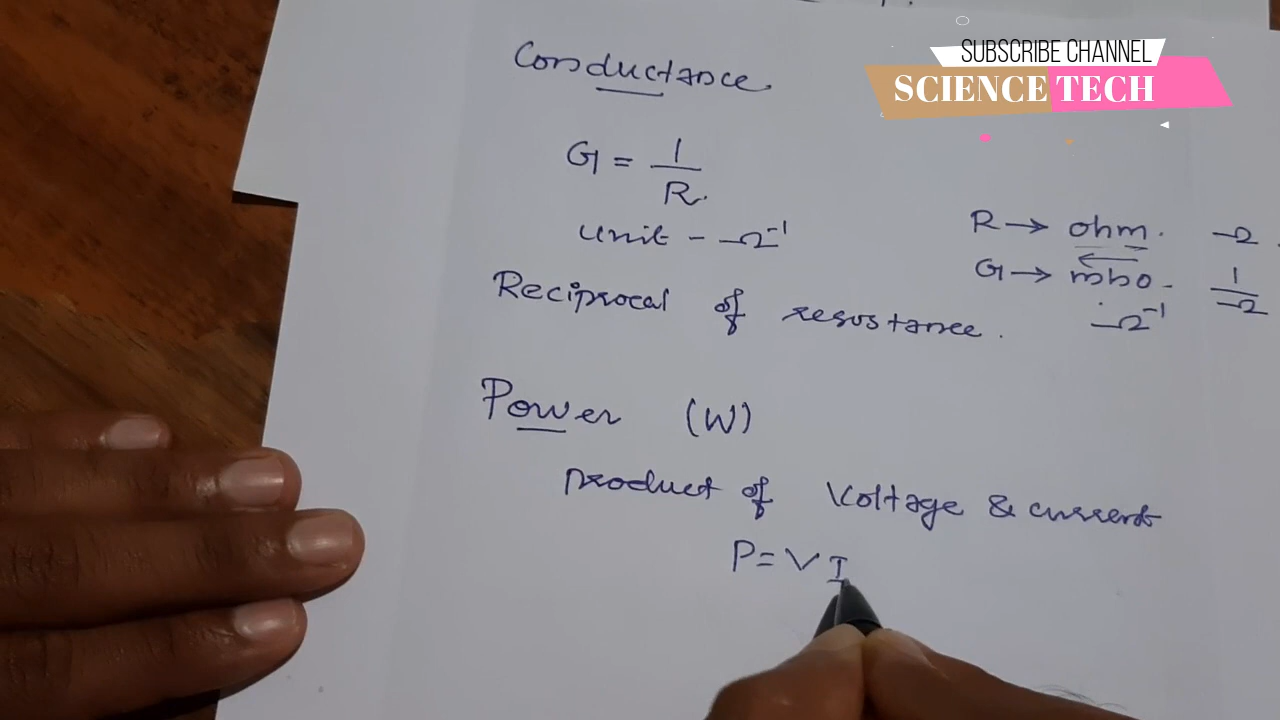 SUBSCRIBE CHANNEL
SCIENCE TECH
Conductance.
G = 1/R.
unit - Ω⁻¹
Reciprocal of resostance.
R → ohm. Ω.
G → mho. 1/Ω
Ω⁻¹
Power (W)
product of Voltage & current
P = V I